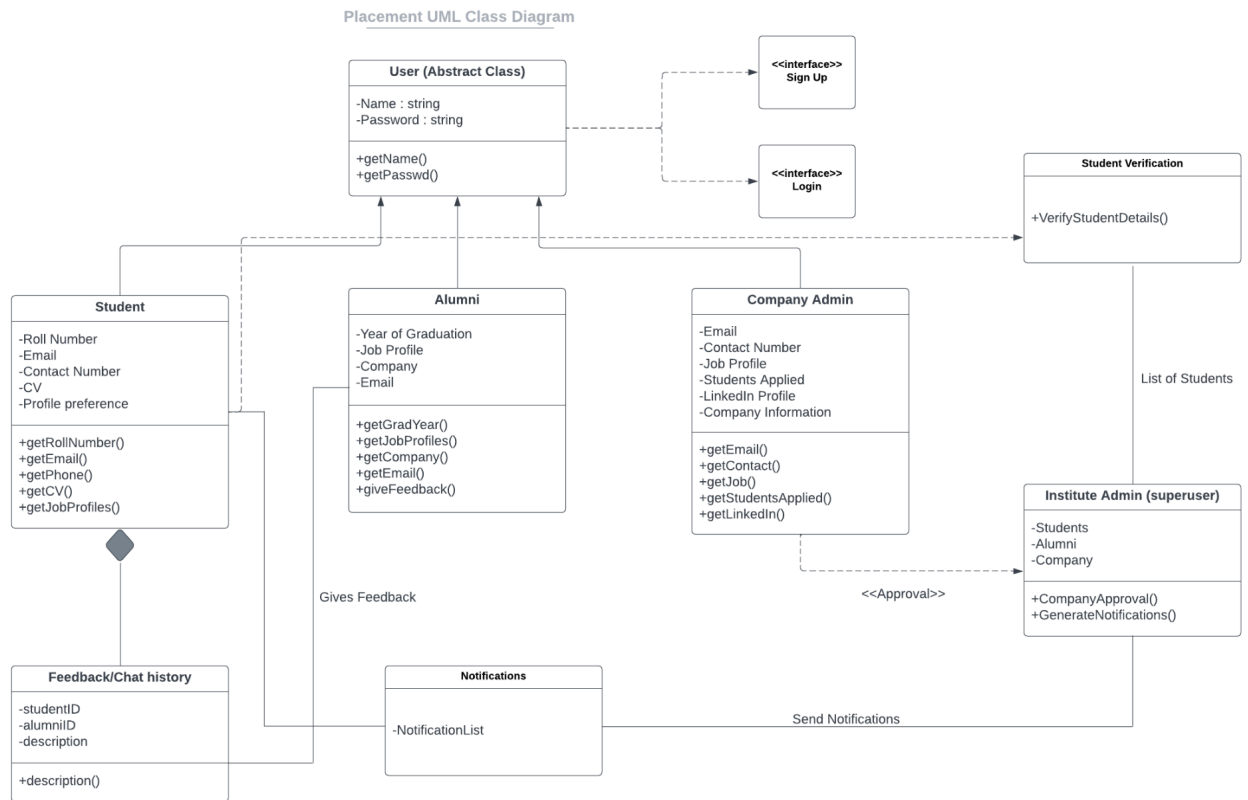 Placement UML Class Diagram
User (Abstract Class)
-Name : string
-Password : string
+getName()
+getPasswd()
<<interface>>
Sign Up
<<interface>>
Login
Student Verification
+VerifyStudentDetails()
Student
-Roll Number
-Email
-Contact Number
-CV
-Profile preference
+getRollNumber()
+getEmail()
+getPhone()
+getCV()
+getJobProfiles()
Alumni
-Year of Graduation
-Job Profile
-Company
-Email
+getGradYear()
+getJobProfiles()
+getCompany()
+getEmail()
+giveFeedback()
Company Admin
-Email
-Contact Number
-Job Profile
-Students Applied
-LinkedIn Profile
-Company Information
+getEmail()
+getContact()
+getJob()
+getStudentsApplied()
+getLinkedIn()
List of Students
Institute Admin (superuser)
-Students
-Alumni
-Company
+CompanyApproval()
+GenerateNotifications()
<<Approval>>
Gives Feedback
Feedback/Chat history
-studentID
-alumniID
-description
+description()
Notifications
-NotificationList
Send Notifications